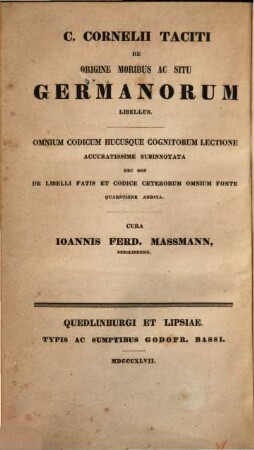 C. CORNELII TACITI
DE
ORIGINE MORIBUS AC SITU
GERMANORUM
LIBELLUS.
OMNIUM CODICUM HUCUSQUE COGNITORUM LECTIONE
ACCURATISSIME SUBINNOTATA
NEC NON
DE LIBELLI FATIS ET CODICE CETERORUM OMNIUM FONTE
QUAESTIONE ADDITA.
CURA
IOANNIS FERD. MASSMANN,
QUEDLINBURGI ET LIPSIAE.
TYPIS AC SUMPTIBUS GODOFR. BASSI.
MDCCCXLVII.